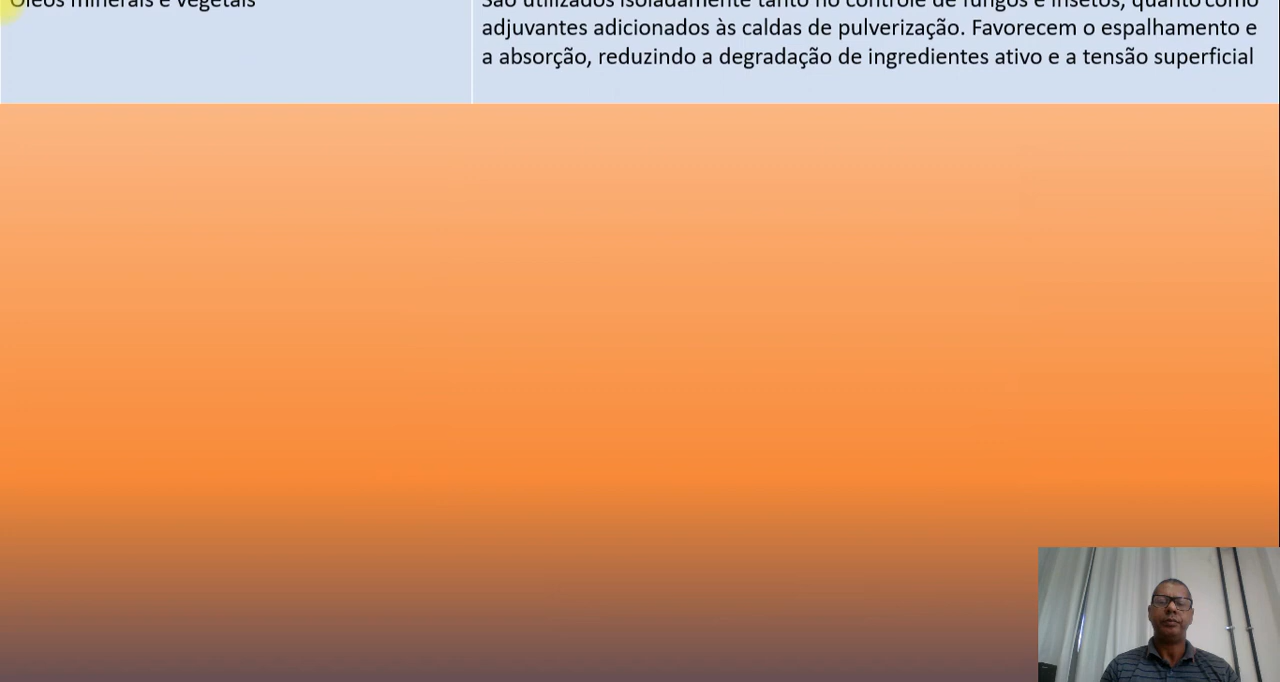 Óleos minerais e vegetais
São utilizados isoladamente tanto no controle de fungos e insetos, quanto como
adjuvantes adicionados às caldas de pulverização. Favorecem o espalhamento e
a absorção, reduzindo a degradação de ingredientes ativo e a tensão superficial